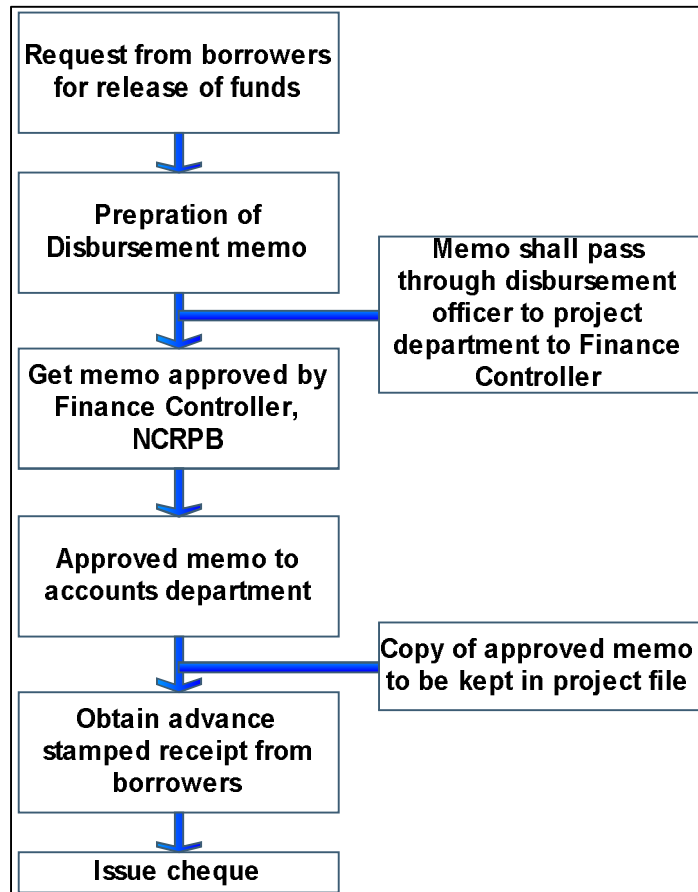 Request from borrowers
for release of funds
Prepration of
Disbursement memo
Memo shall pass
through disbursement
officer to project
department to Finance
Controller
Get memo approved by
Finance Controller,
NCRPB
Approved memo to
accounts department
Copy of approved memo
to be kept in project file
Obtain advance
stamped receipt from
borrowers
Issue cheque